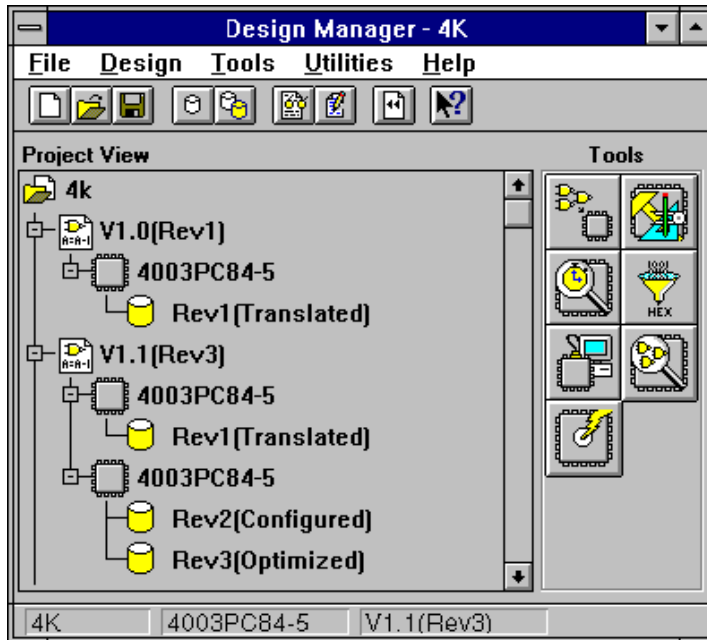 Design Manager - 4K
File Design Tools Utilities Help
Project View
Tools
4k
V1.0(Rev1)
4003PC84-5
Rev1(Translated)
V1.1(Rev3)
4003PC84-5
Rev1(Translated)
4003PC84-5
Rev2(Configured)
Rev3(Optimized)
HEX
4K 4003PC84-5 V1.1(Rev3)